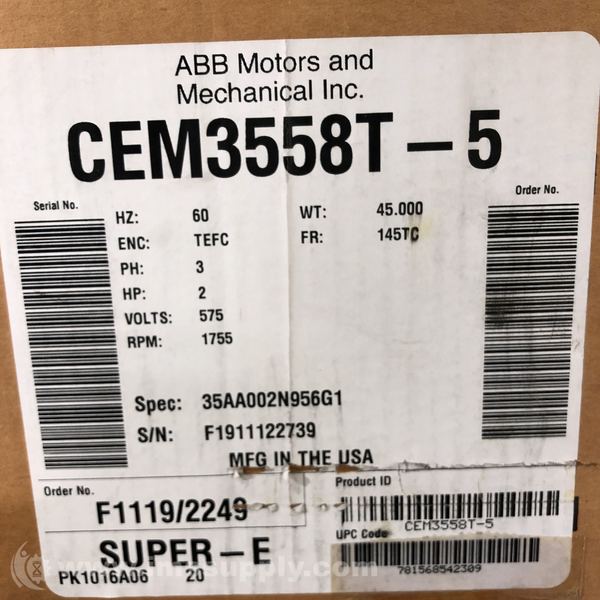 ABB Motors and
Mechanical Inc.
CEM3558T-5
Serial No.
Order No.
HZ: 60 WT: 45.000
ENC: TEFC FR: 145TC
PH: 3
HP: 2
VOLTS: 575
RPM: 1755
Spec: 35AA002N956G1
S/N: F1911122739
MFG IN THE USA
Order No.
F1119/2249
Product ID
CEM3558T-5
SUPER-E
UPC Code
781568542309
PK1016A06 20